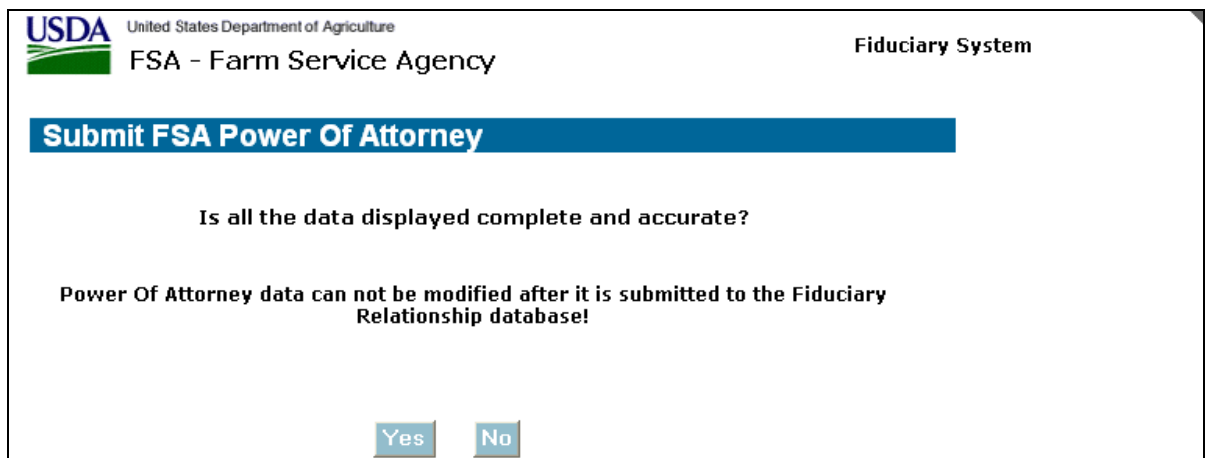 USDA
United States Department of Agriculture
FSA - Farm Service Agency
Fiduciary System
Submit FSA Power Of Attorney
Is all the data displayed complete and accurate?
Power Of Attorney data can not be modified after it is submitted to the Fiduciary
Relationship database!
Yes No